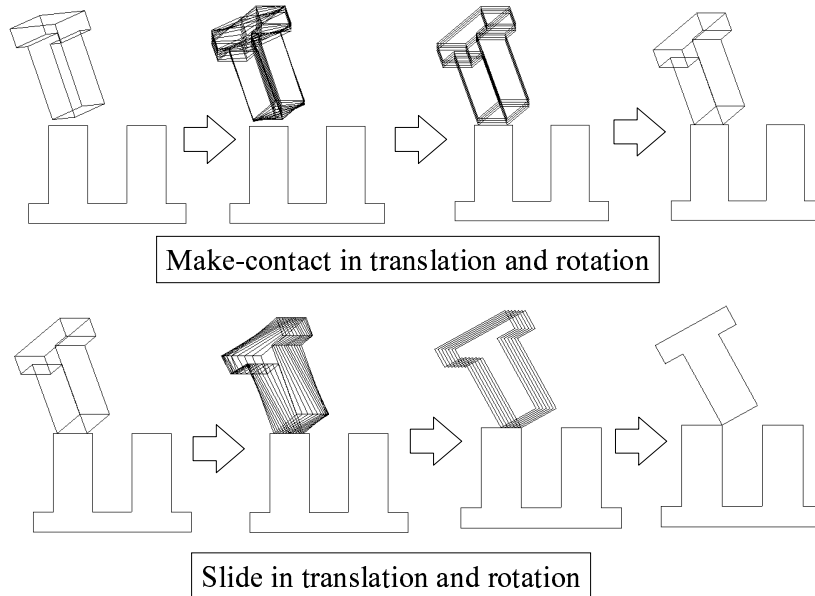 Make-contact in translation and rotation
Slide in translation and rotation